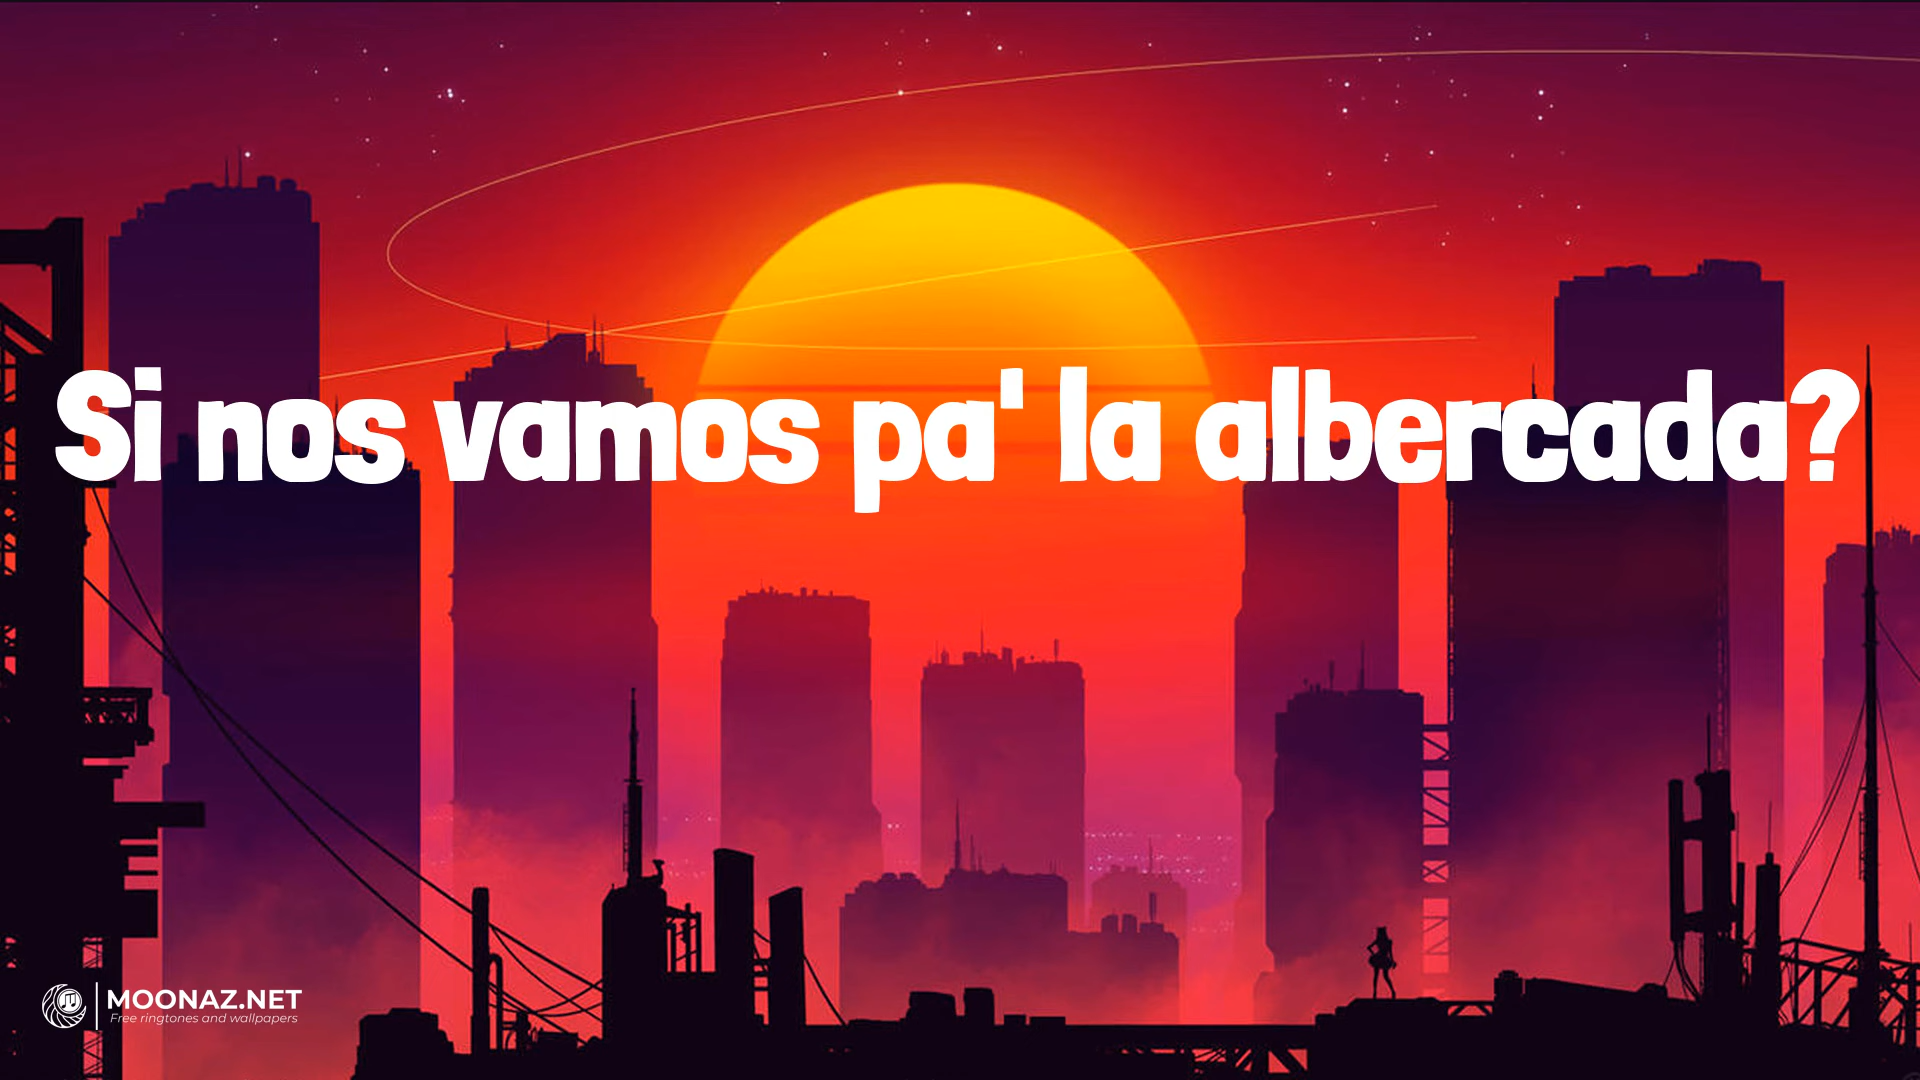 Si nos vamos pa' la albercada?
MOONAZ.NET
Free ringtones and wallpapers